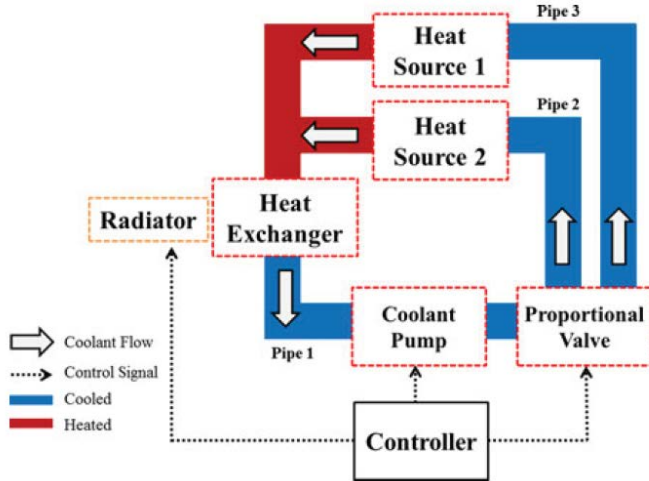 Pipe 3
Heat
Source 1
Pipe 2
Heat
Source 2
Radiator
Heat
Exchanger
Coolant
Pump
Proportional
Valve
Pipe 1
Coolant Flow
Control Signal
Cooled
Heated
Controller